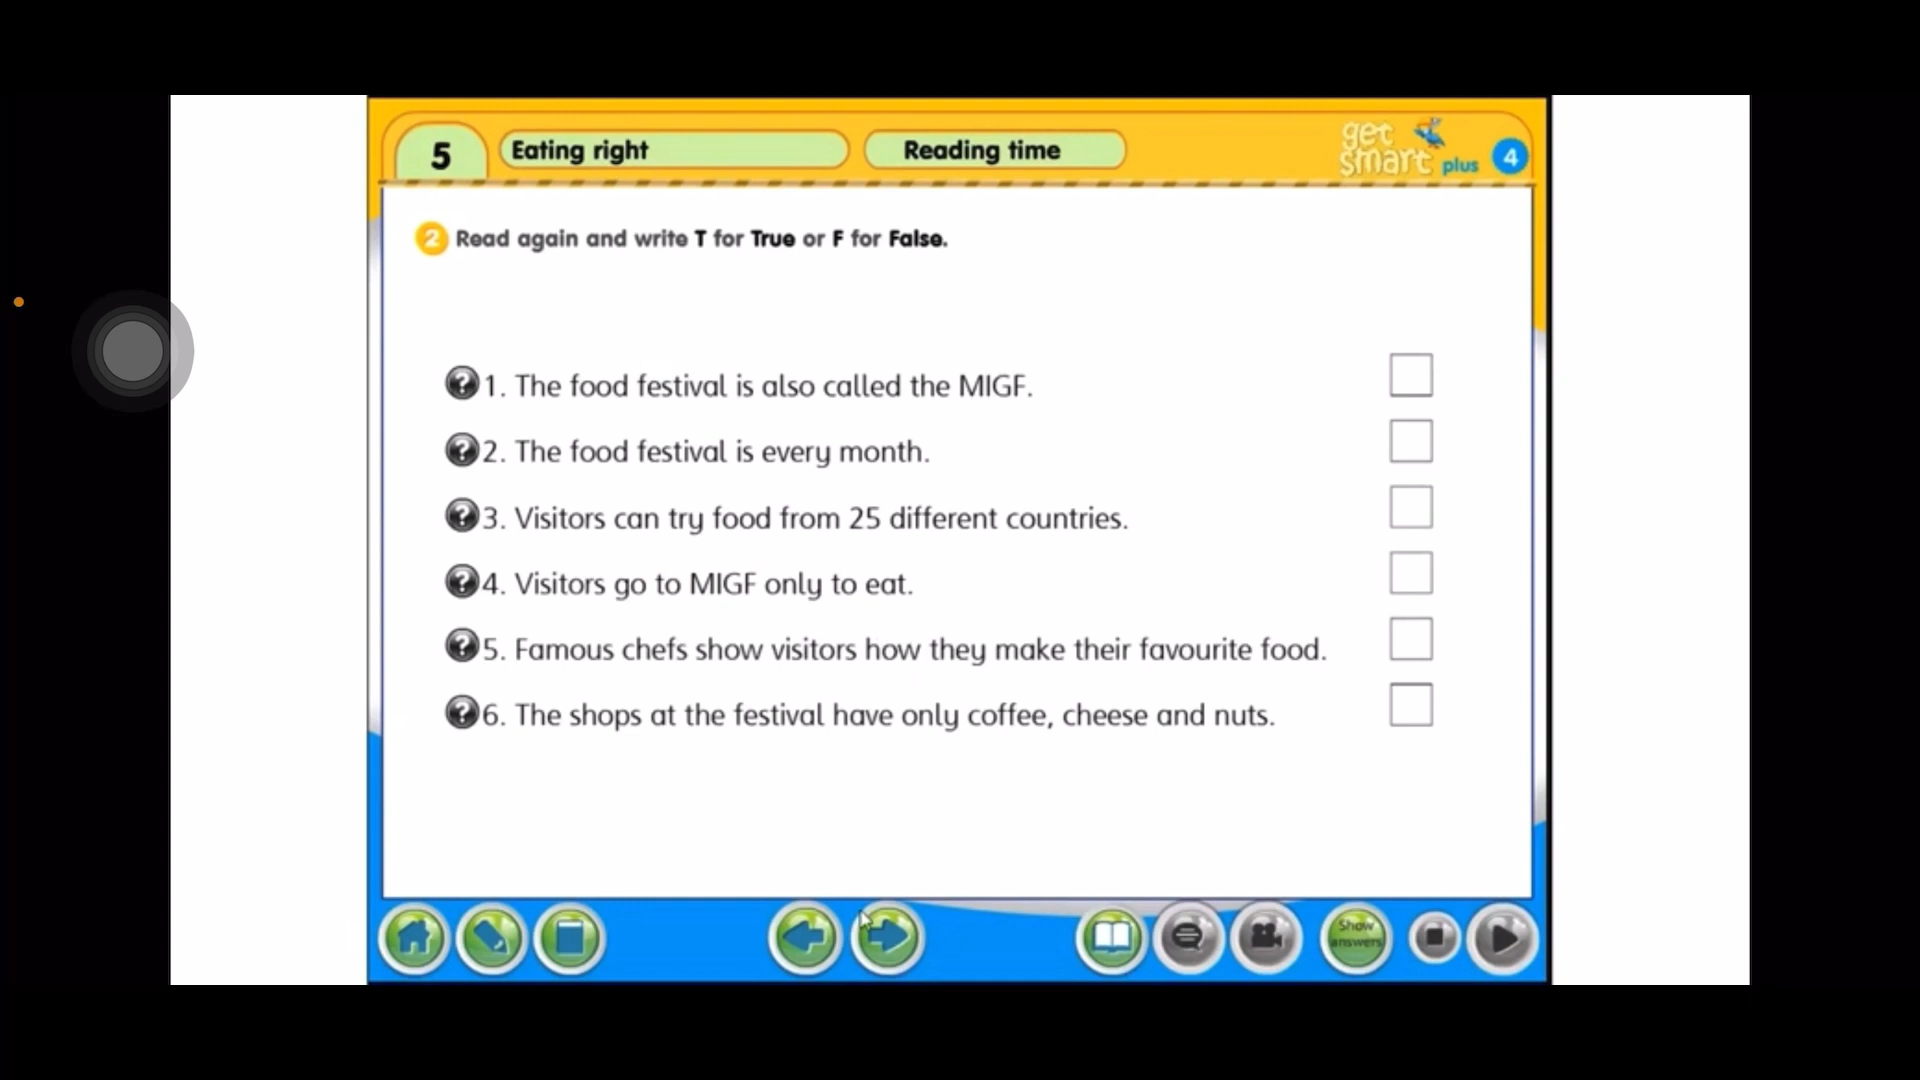 5
Eating right
Reading time
get smart plus 4
2 Read again and write T for True or F for False.
1. The food festival is also called the MIGF.
2. The food festival is every month.
3. Visitors can try food from 25 different countries.
4. Visitors go to MIGF only to eat.
5. Famous chefs show visitors how they make their favourite food.
6. The shops at the festival have only coffee, cheese and nuts.
Show
answers